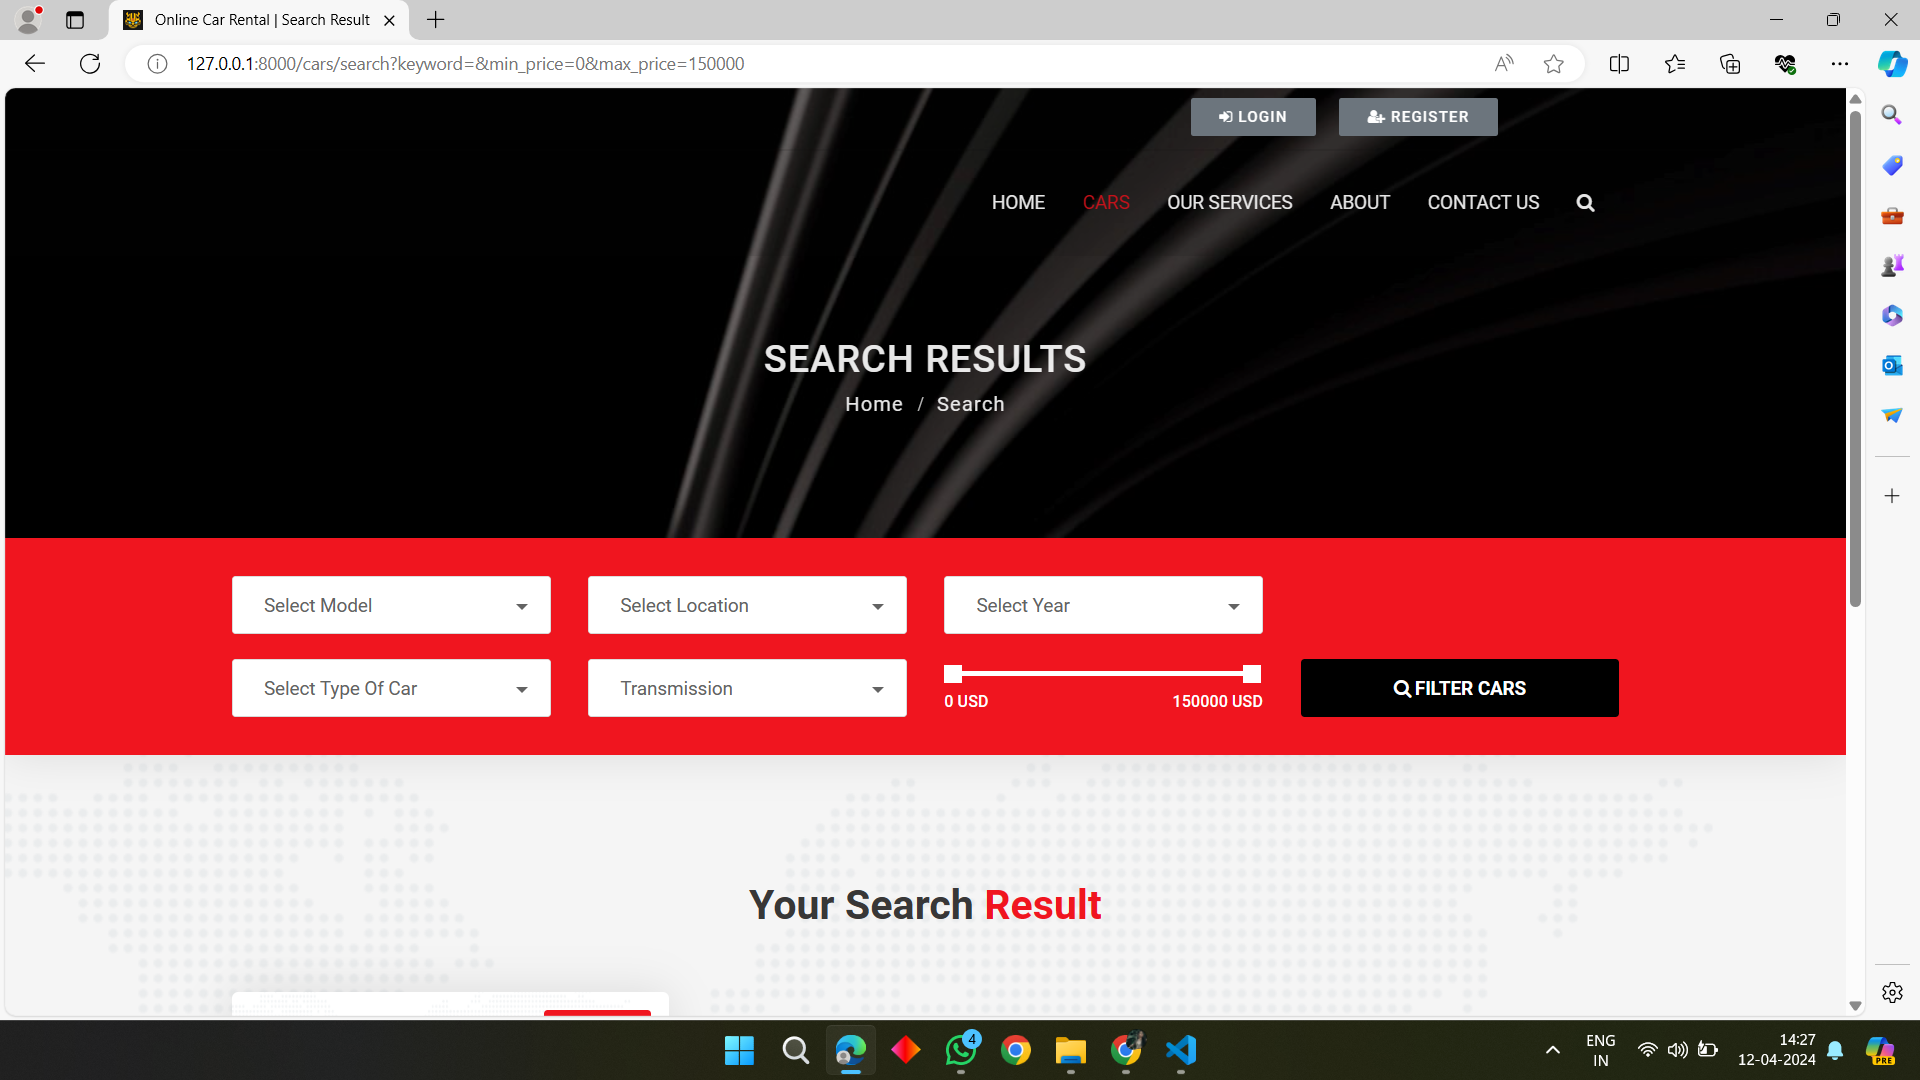 Online Car Rental | Search Result
127.0.0.1:8000/cars/search?keyword=&min_price=0&max_price=150000
LOGIN REGISTER
HOME CARS OUR SERVICES ABOUT CONTACT US
SEARCH RESULTS
Home / Search
Select Model Select Location Select Year
Select Type Of Car Transmission
0 USD 150000 USD
FILTER CARS
Your Search Result
4
ENG
IN
14:27
12-04-2024
PRE